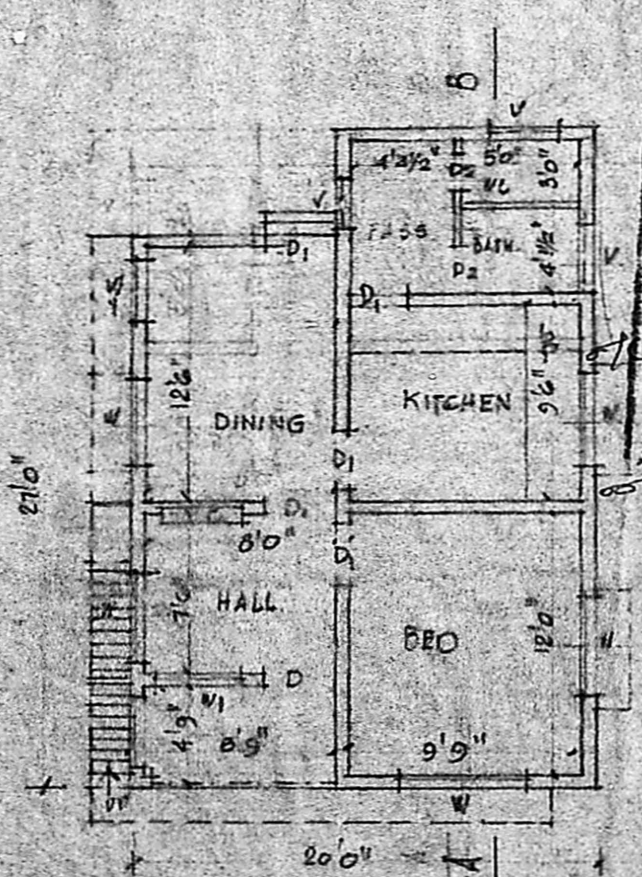 B
V
4'4½"
D2
5'0"
WC
3'0"
V
PASS
BATH
D1
D2
4'1½"
V
D1
12'6"
DINING
KITCHEN
9'6"
W
W
D1
27'0"
D1
8'0"
D1
HALL
7'6"
BED
12'0"
W
D
W1
4'9"
8'9"
9'9"
UP
W
20'0"
A